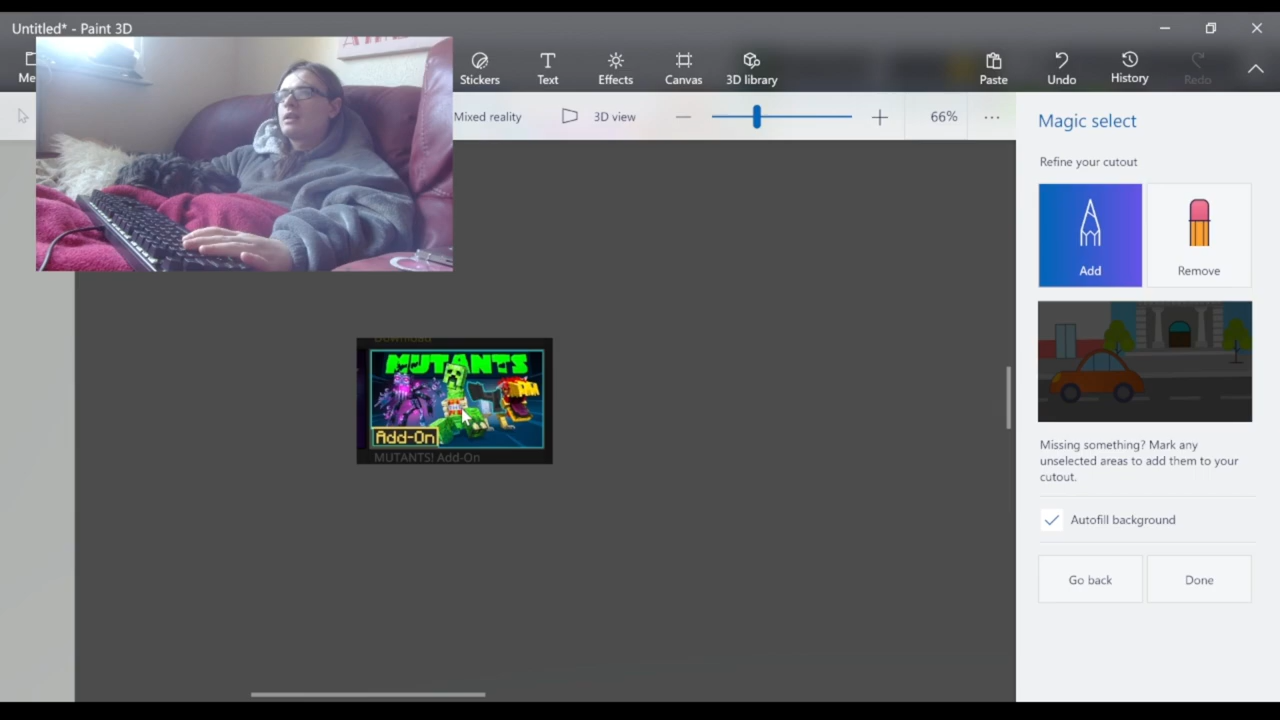 Untitled* - Paint 3D
Me
Stickers
Text
Effects
Canvas
3D library
Paste
Undo
History
Redo
Mixed reality
3D view
66%
Magic select
Refine your cutout
Add
Remove
Download
MUTANTS
Add-On
MUTANTS! Add-On
Missing something? Mark any
unselected areas to add them to your
cutout.
Autofill background
Go back
Done